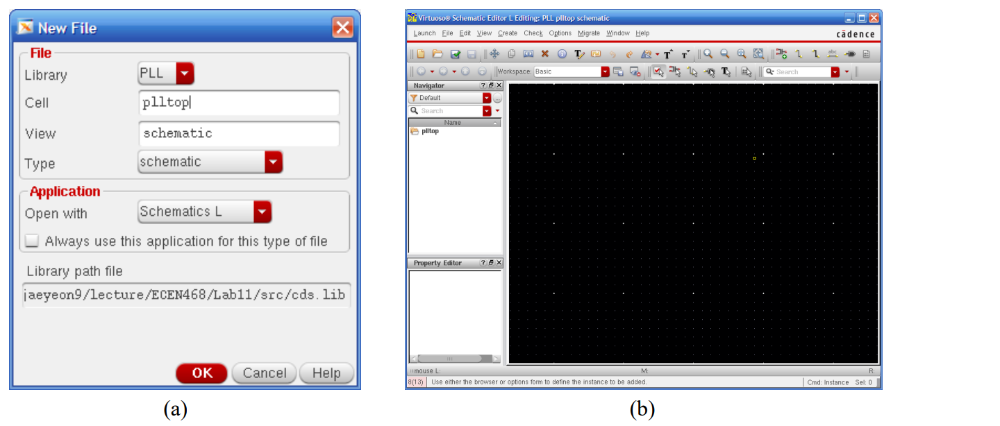 New File
File
Library PLL
Cell plltop
View schematic
Type schematic
Application
Open with Schematics L
Always use this application for this type of file
Library path file
jaeyeon9/lecture/ECEN468/Lab11/src/cds.lib
OK Cancel Help
(a)
Virtuoso® Schematic Editor L Editing: PLL plltop schematic
Launch File Edit View Create Check Options Migrate Window Help
cādence
T T T
abc
Workspace: Basic
T
Search
Navigator ? X
Default
Search
Name
plltop
Property Editor ? X
mouse L: M: R:
8(13) Use either the browser or options form to define the instance to be added. Cmd: Instance Sel: 0
(b)